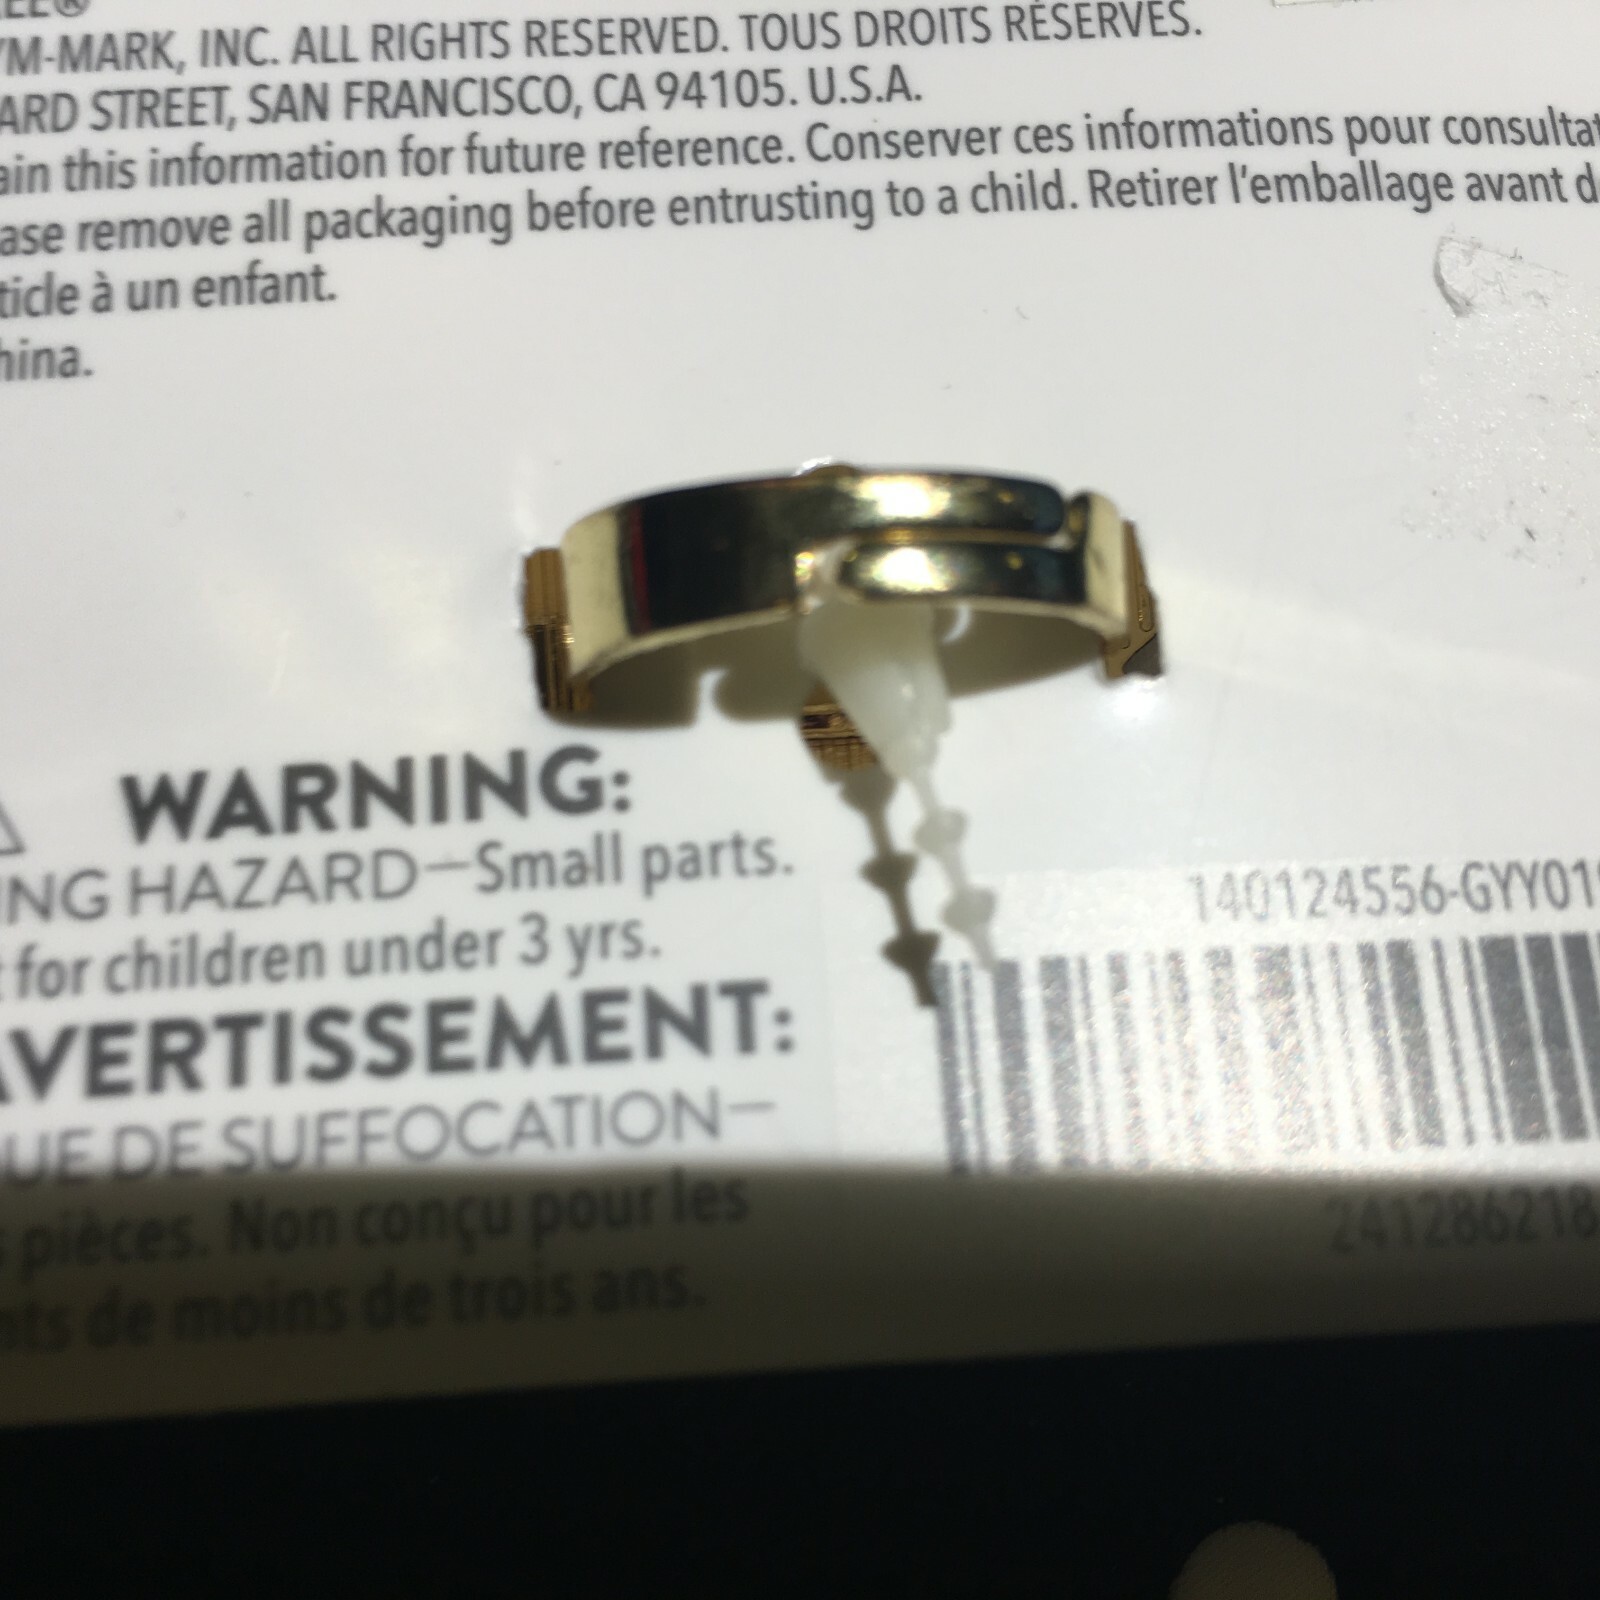 YM-MARK, INC. ALL RIGHTS RESERVED. TOUS DROITS RÉSERVÉS.
ARD STREET, SAN FRANCISCO, CA 94105. U.S.A.
ain this information for future reference. Conserver ces informations pour consultat
ase remove all packaging before entrusting to a child. Retirer l'emballage avant d
ticle à un enfant.
hina.
WARNING:
ING HAZARD—Small parts.
for children under 3 yrs.
AVERTISSEMENT:
UE DE SUFFOCATION—
s pièces. Non conçu pour les
nts de moins de trois ans.
140124556-GYY019
241286218